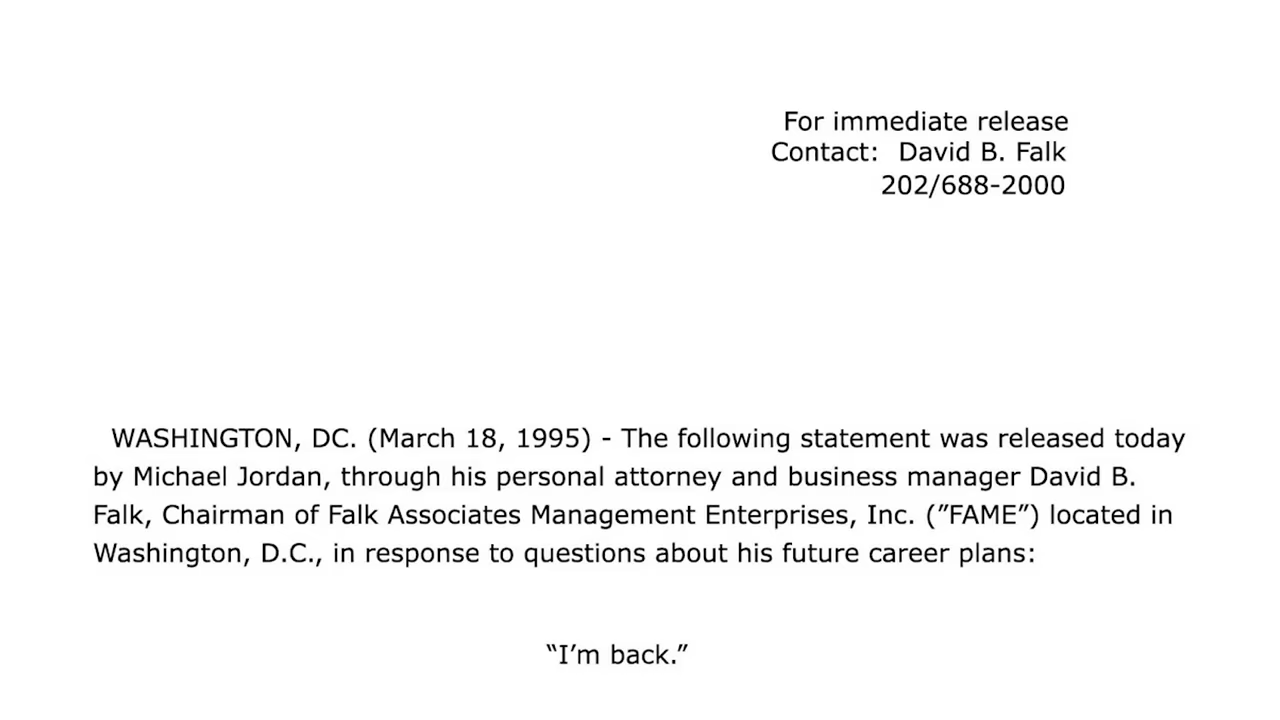 For immediate release
Contact:  David B. Falk
202/688-2000
WASHINGTON, DC. (March 18, 1995) - The following statement was released today
by Michael Jordan, through his personal attorney and business manager David B.
Falk, Chairman of Falk Associates Management Enterprises, Inc. (”FAME”) located in
Washington, D.C., in response to questions about his future career plans:
“I’m back.”